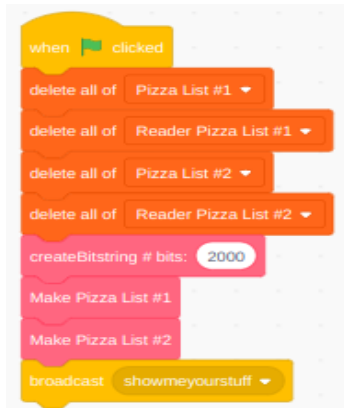 when clicked
delete all of Pizza List #1
delete all of Reader Pizza List #1
delete all of Pizza List #2
delete all of Reader Pizza List #2
createBitstring # bits: 2000
Make Pizza List #1
Make Pizza List #2
broadcast showmeyourstuff